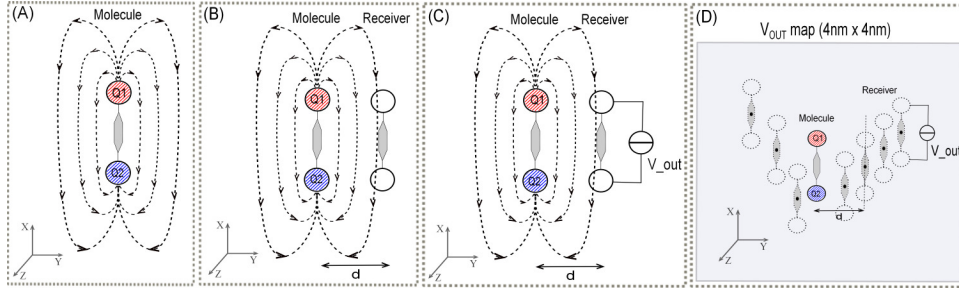 (A)
Molecule
Q1
Q2
X
Y
Z
(B)
Molecule
Receiver
Q1
Q2
X
Y
Z
d
(C)
Molecule
Receiver
Q1
Q2
V_out
X
Y
Z
d
(D)
V_OUT map (4nm x 4nm)
Receiver
Molecule
Q1
V_out
Q2
d
X
Y
Z